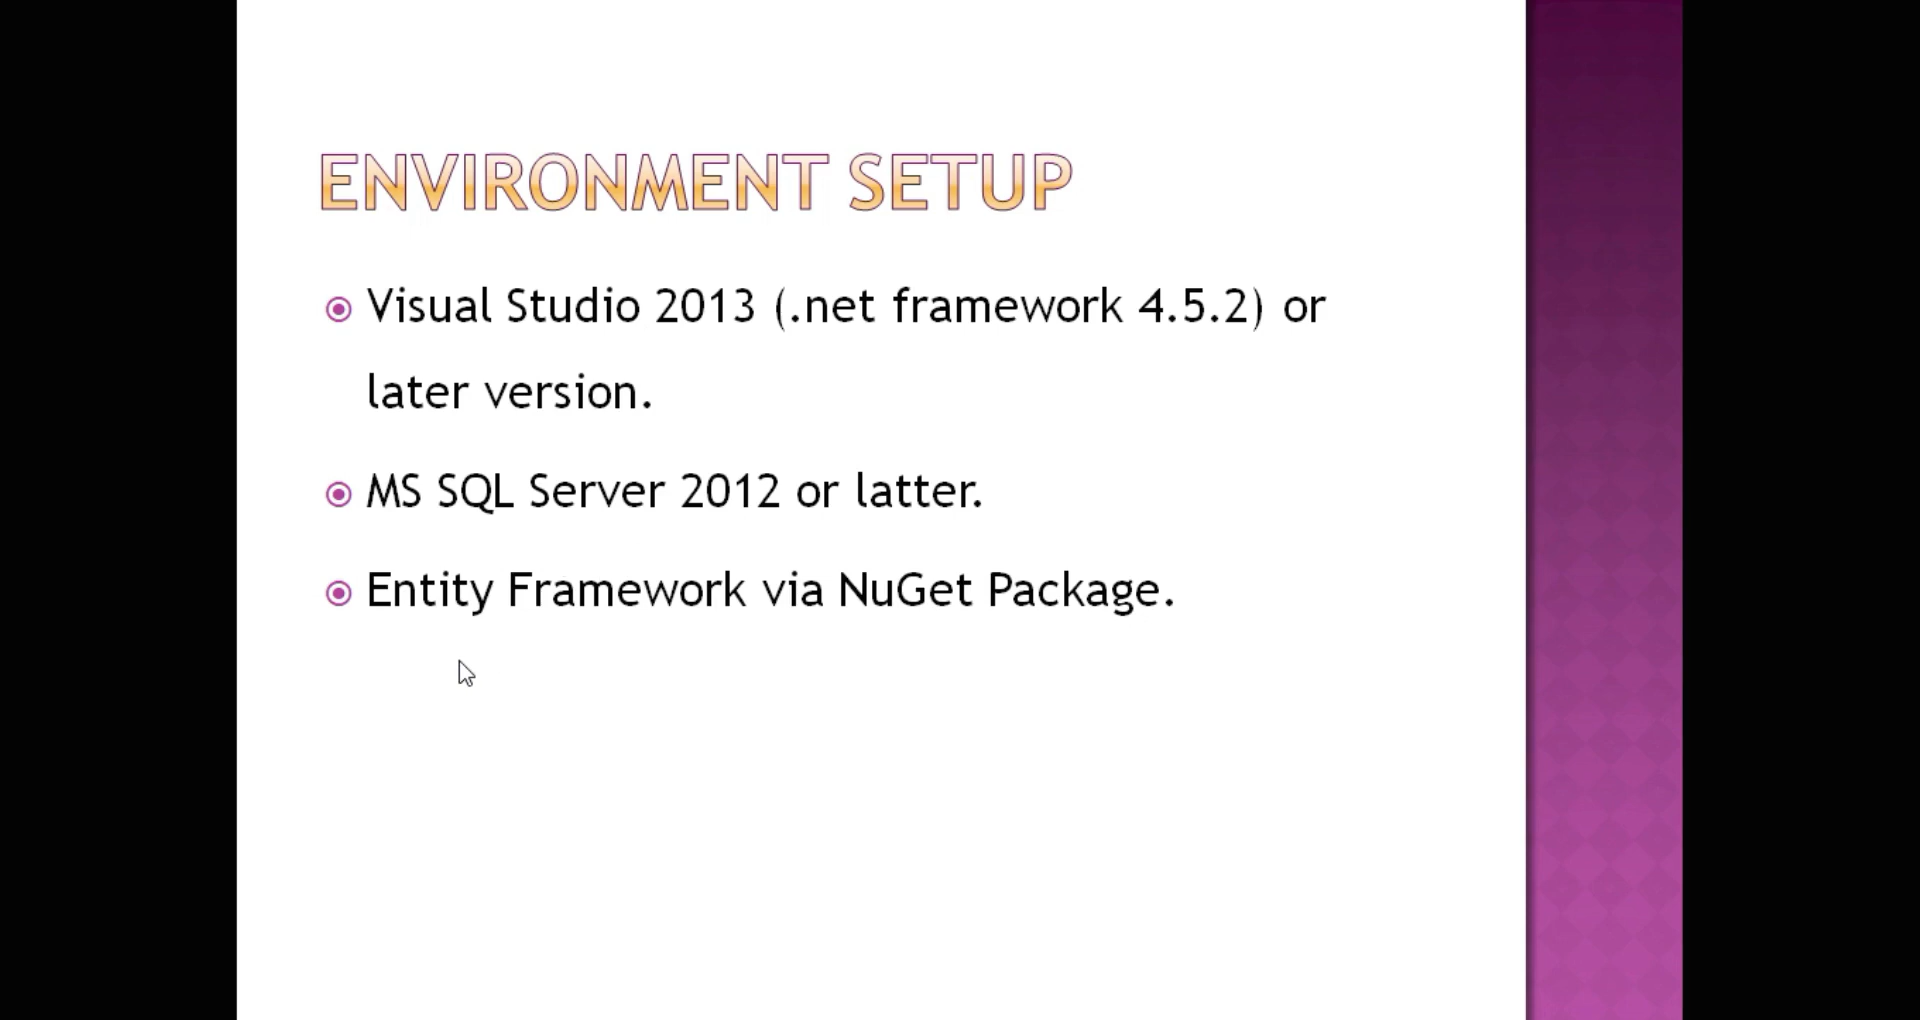 ENVIRONMENT SETUP
Visual Studio 2013 (.net framework 4.5.2) or
later version.
MS SQL Server 2012 or latter.
Entity Framework via NuGet Package.